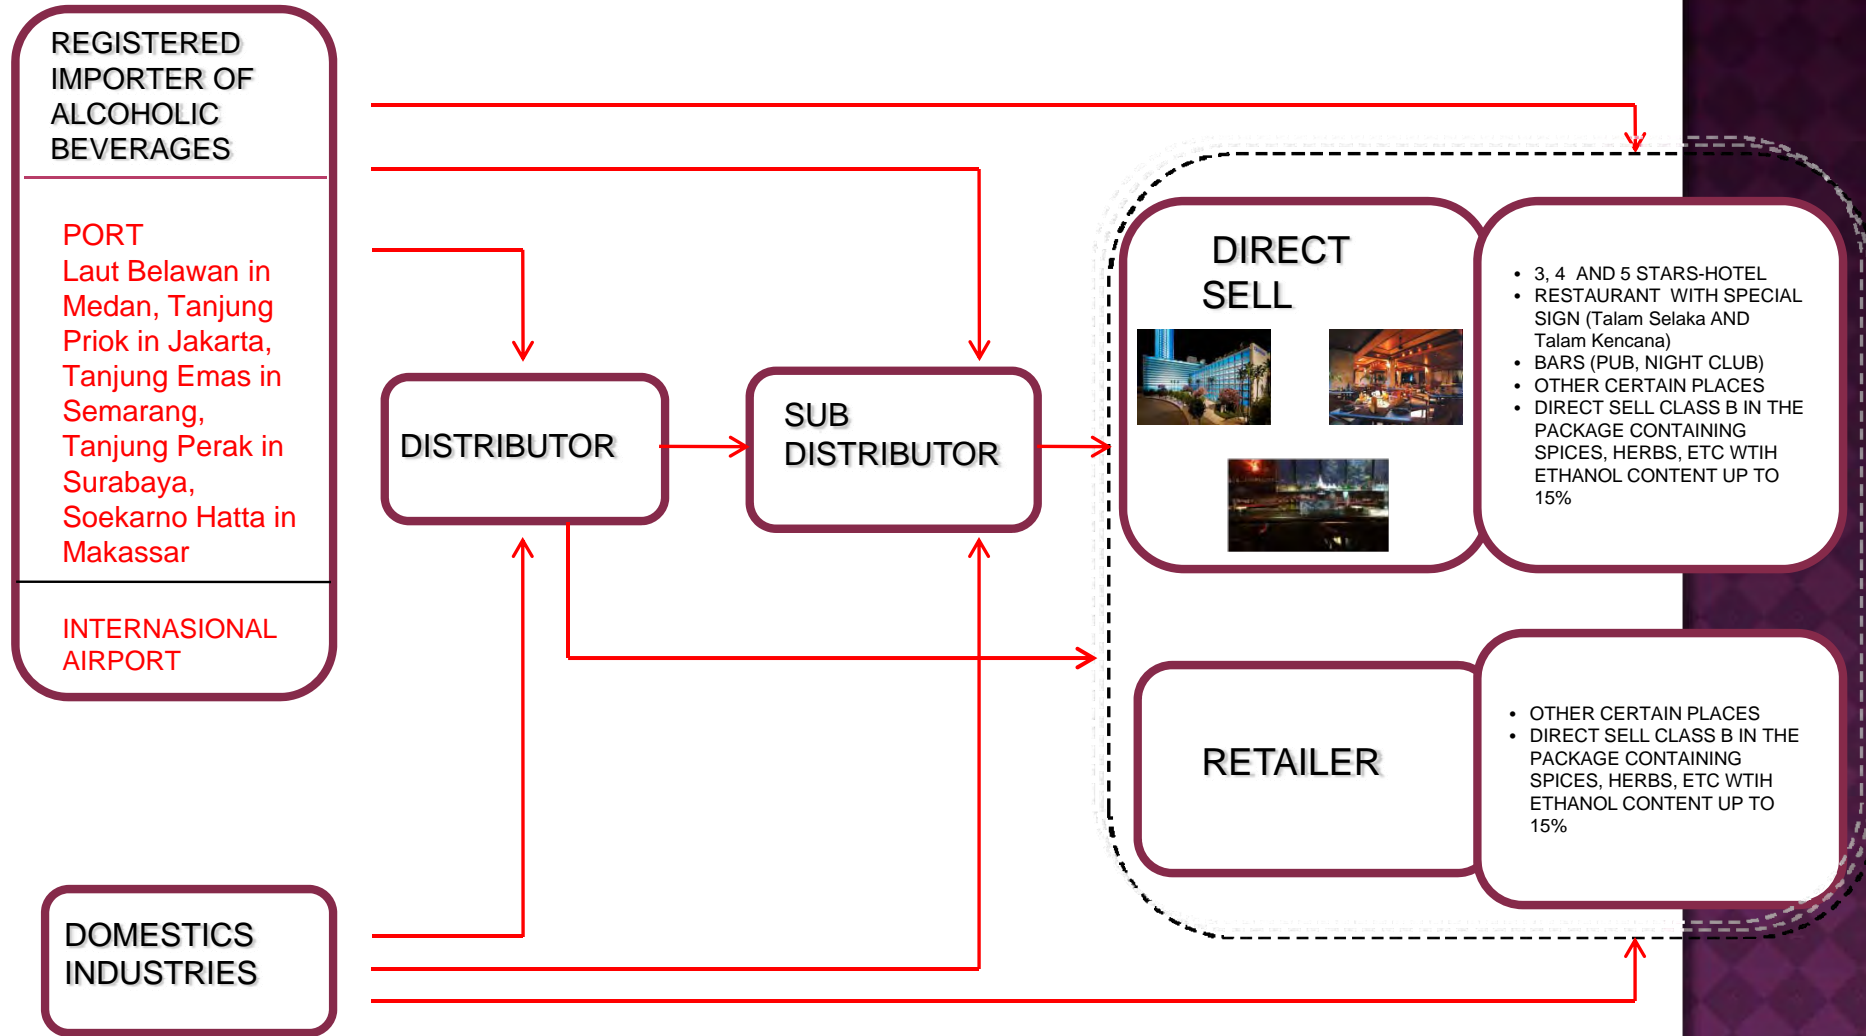 REGISTERED
IMPORTER OF
ALCOHOLIC
BEVERAGES
PORT
Laut Belawan in
Medan, Tanjung
Priok in Jakarta,
Tanjung Emas in
Semarang,
Tanjung Perak in
Surabaya,
Soekarno Hatta in
Makassar
INTERNASIONAL
AIRPORT
DOMESTICS
INDUSTRIES
DISTRIBUTOR
SUB
DISTRIBUTOR
DIRECT
SELL
• 3, 4 AND 5 STARS-HOTEL
• RESTAURANT WITH SPECIAL
SIGN (Talam Selaka AND
Talam Kencana)
• BARS (PUB, NIGHT CLUB)
• OTHER CERTAIN PLACES
• DIRECT SELL CLASS B IN THE
PACKAGE CONTAINING
SPICES, HERBS, ETC WTIH
ETHANOL CONTENT UP TO
15%
RETAILER
• OTHER CERTAIN PLACES
• DIRECT SELL CLASS B IN THE
PACKAGE CONTAINING
SPICES, HERBS, ETC WTIH
ETHANOL CONTENT UP TO
15%